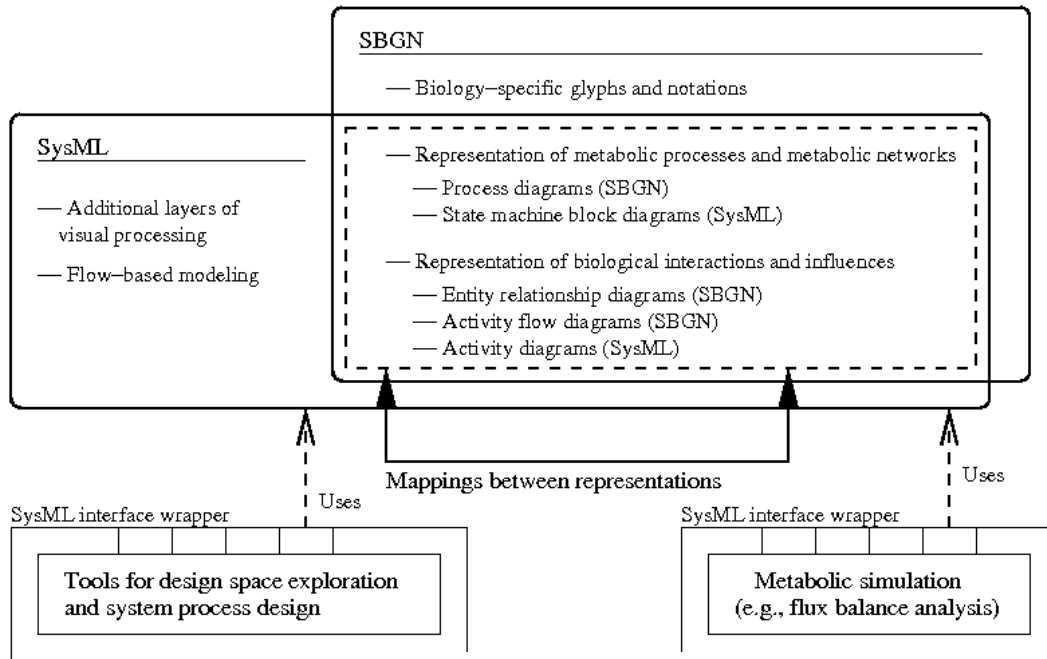 SBGN
— Biology–specific glyphs and notations
SysML
— Additional layers of
visual processing
— Flow–based modeling
— Representation of metabolic processes and metabolic networks
— Process diagrams (SBGN)
— State machine block diagrams (SysML)
— Representation of biological interactions and influences
— Entity relationship diagrams (SBGN)
— Activity flow diagrams (SBGN)
— Activity diagrams (SysML)
Mappings between representations
Uses
Uses
SysML interface wrapper
Tools for design space exploration
and system process design
SysML interface wrapper
Metabolic simulation
(e.g., flux balance analysis)